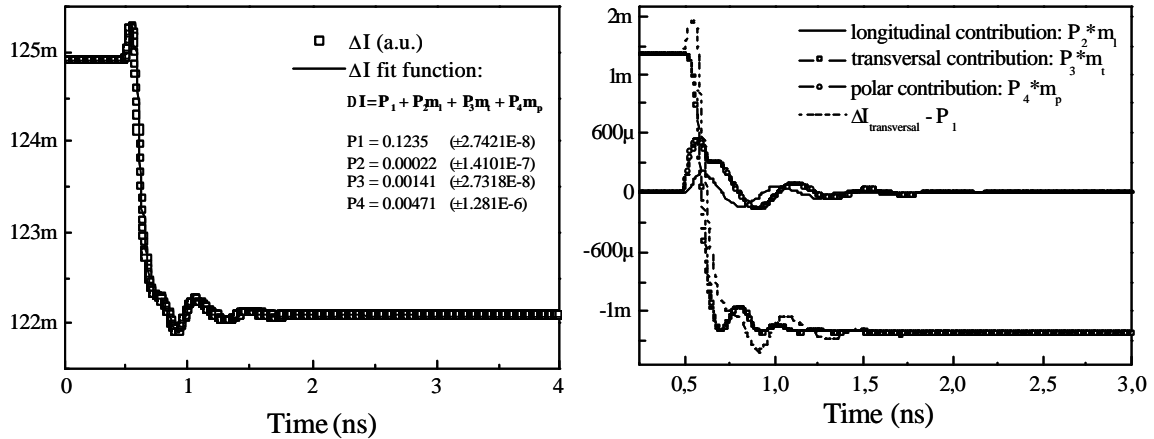 125m
124m
123m
122m
0
1
2
3
4
Time (ns)
ΔI (a.u.)
ΔI fit function:
D I=P1 + P2ml + P3mt + P4mp
P1 = 0.1235 (±2.7421E-8)
P2 = 0.00022 (±1.4101E-7)
P3 = 0.00141 (±2.7318E-8)
P4 = 0.00471 (±1.281E-6)
2m
1m
600µ
0
-600µ
-1m
0,5
1,0
1,5
2,0
2,5
3,0
Time (ns)
longitudinal contribution: P2*ml
transversal contribution: P3*mt
polar contribution: P4*mp
ΔItransversal - P1